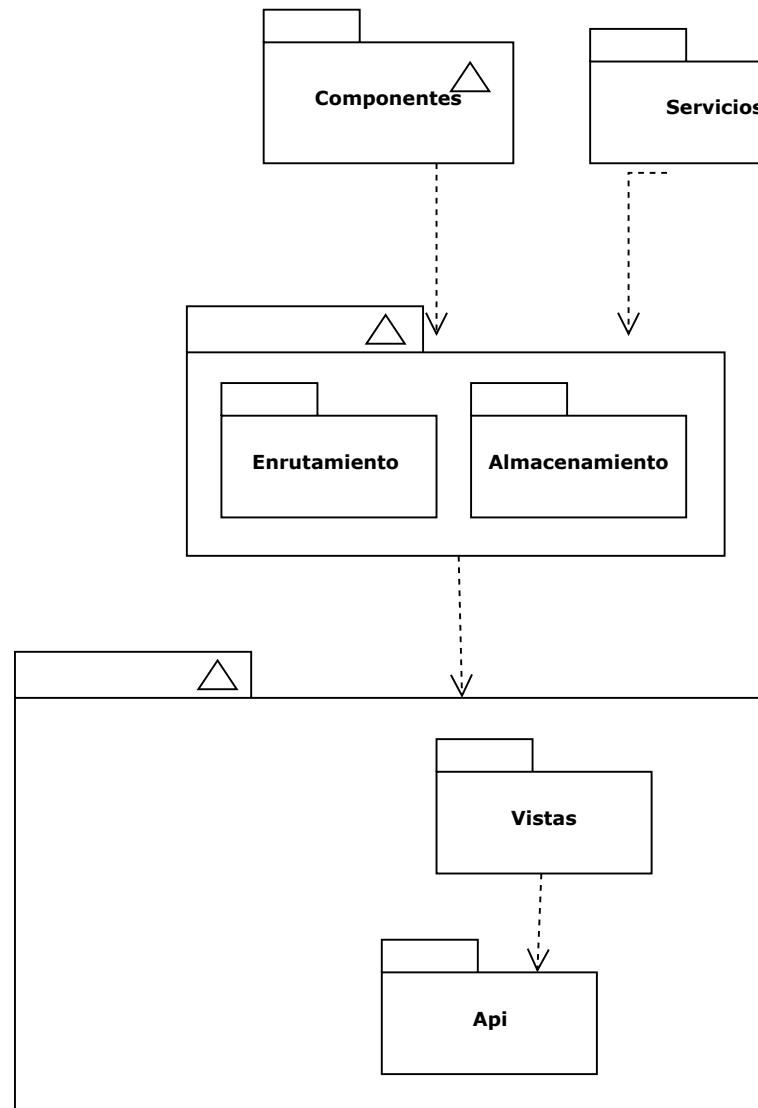 Componentes
Servicios
Enrutamiento
Almacenamiento
Vistas
Api